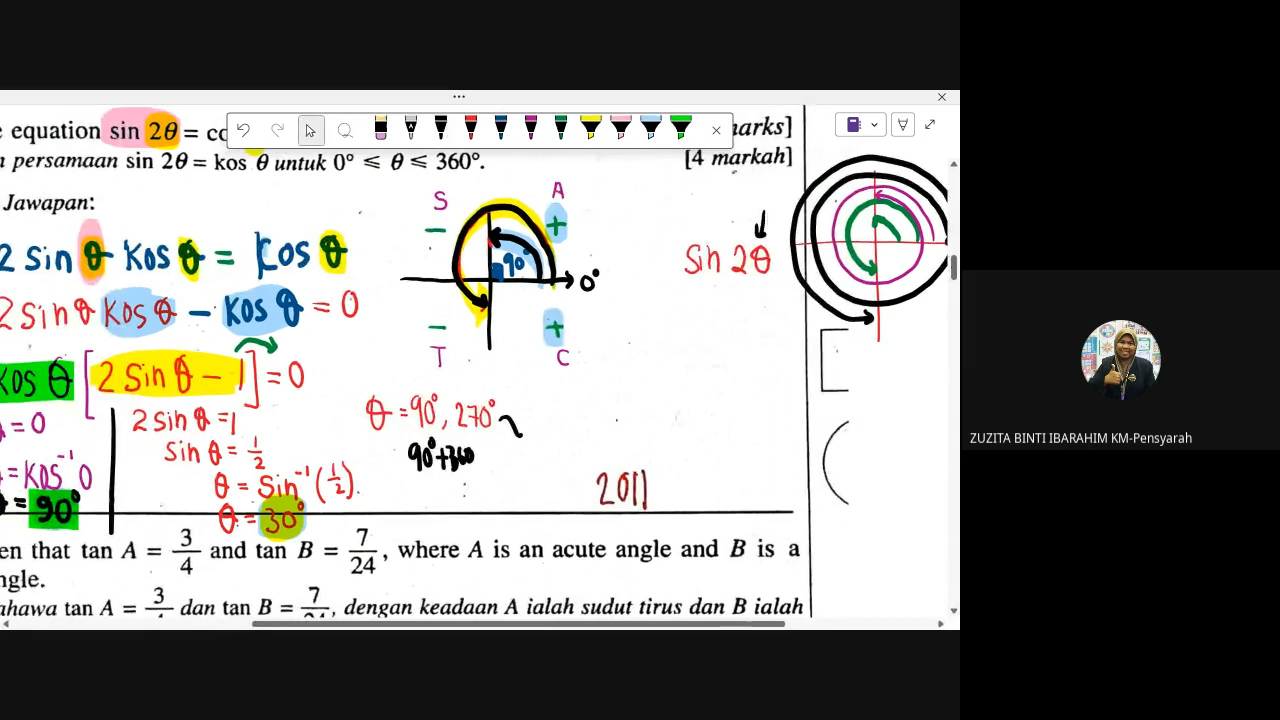 e equation sin 2θ = co
marks]
n persamaan sin 2θ = kos θ untuk 0° ≤ θ ≤ 360°.
[4 markah]
Jawapan:
2 sin θ kos θ = cos θ
2 sin θ kos θ − kos θ = 0
kos θ [2 sin θ − 1] = 0
= 0
= kos⁻¹ 0
= 90°
2 sin θ = 1
sin θ = 1/2
θ = sin⁻¹ (1/2).
θ = 30°
S
A
−
+
90°
0°
−
+
T
C
θ = 90°, 270°
90°+360
sin 2θ
2011
en that tan A = 3/4 and tan B = 7/24, where A is an acute angle and B is a
ngle.
ahawa tan A = 3/4 dan tan B = 7/24, dengan keadaan A ialah sudut tirus dan B ialah
ZUZITA BINTI IBARAHIM KM-Pensyarah